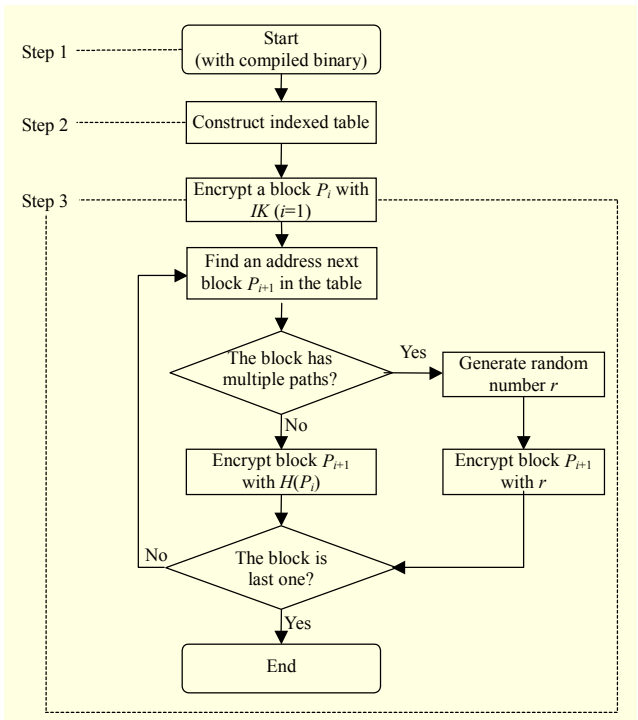 Step 1
Start
(with compiled binary)
Step 2
Construct indexed table
Step 3
Encrypt a block Pi with
IK (i=1)
Find an address next
block Pi+1 in the table
The block has
multiple paths?
Yes
Generate random
number r
No
Encrypt block Pi+1
with H(Pi)
Encrypt block Pi+1
with r
No
The block is
last one?
Yes
End